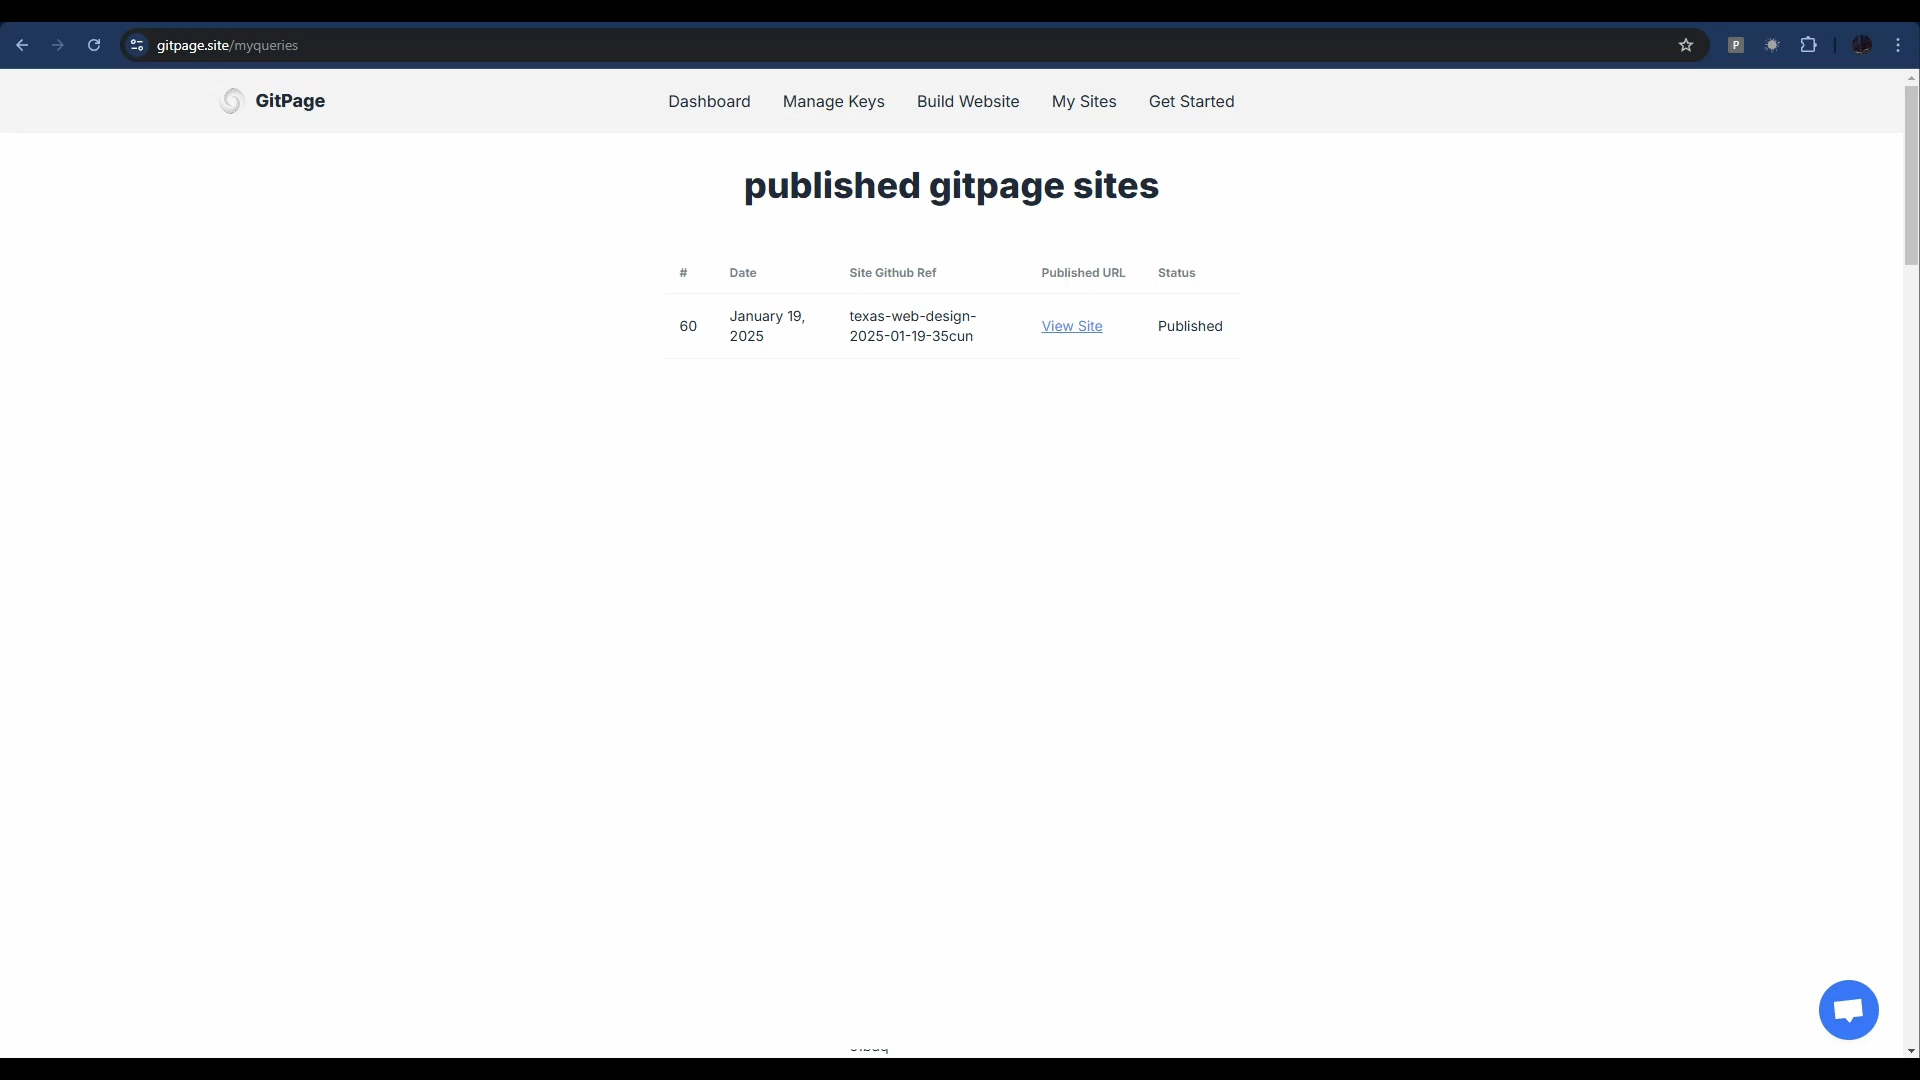 gitpage.site/myqueries
P
GitPage
Dashboard
Manage Keys
Build Website
My Sites
Get Started
published gitpage sites
# Date Site Github Ref Published URL Status
60
January 19,
2025
texas-web-design-
2025-01-19-35cun
View Site
Published